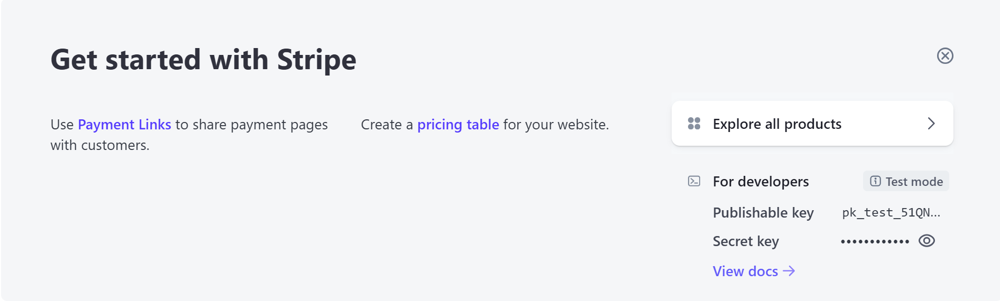 Get started with Stripe
Use Payment Links to share payment pages
with customers.
Create a pricing table for your website.
Explore all products
For developers
Test mode
Publishable key
pk_test_51QN...
Secret key
••••••••••••
View docs →